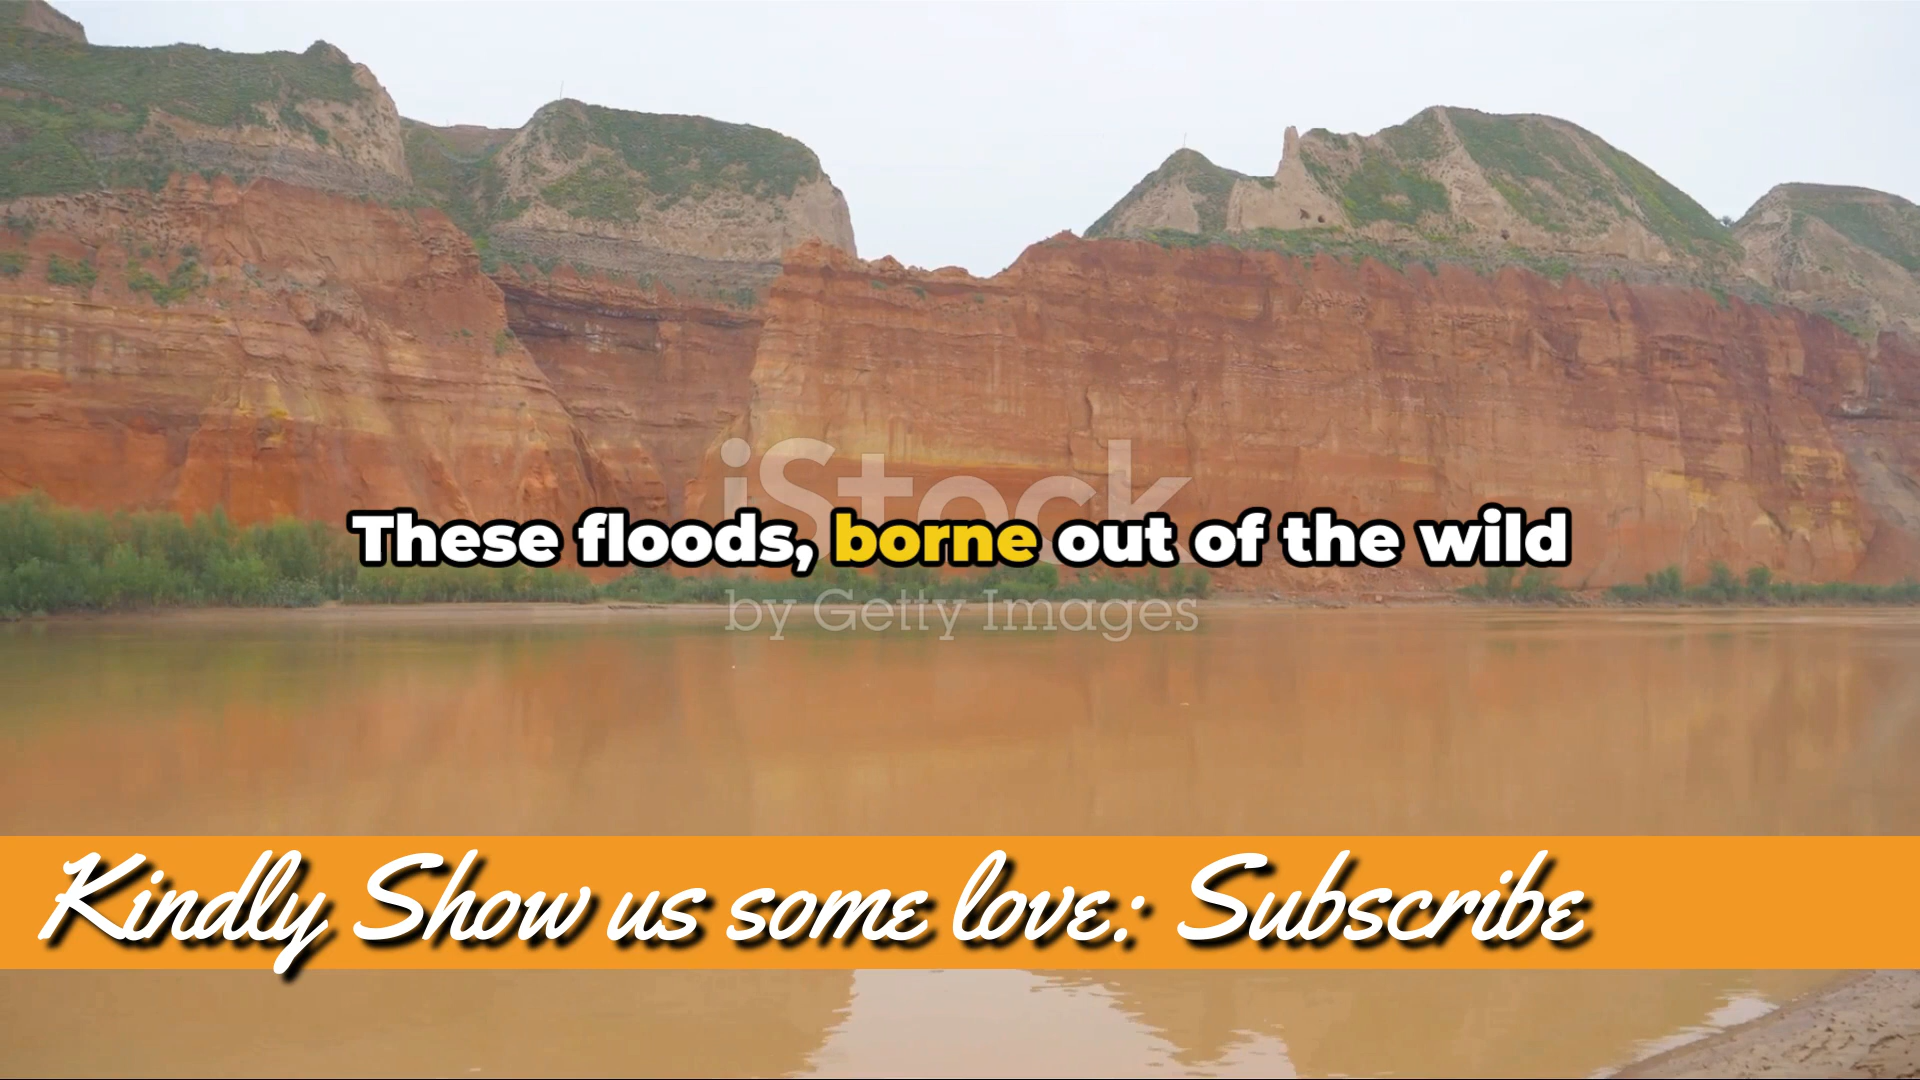 iStock
These floods, borne out of the wild
by Getty Images
Kindly Show us some love: Subscribe